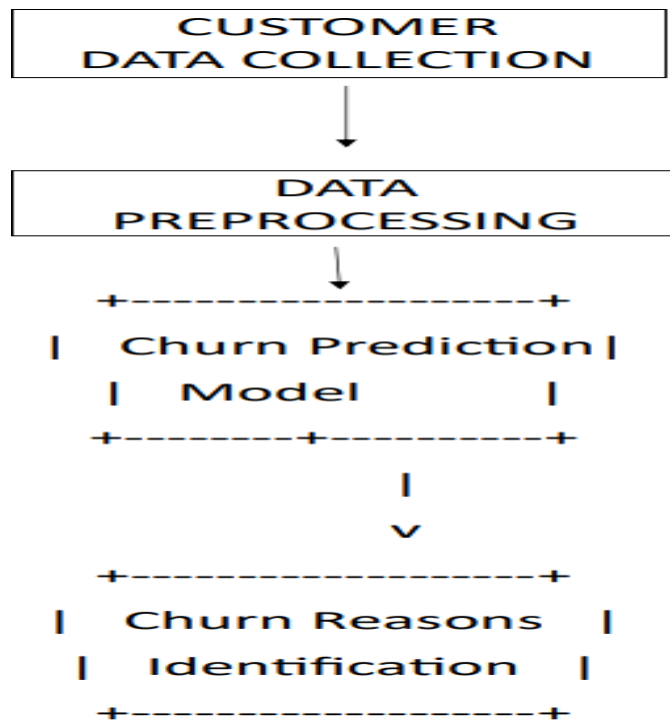 CUSTOMER
DATA COLLECTION
DATA
PREPROCESSING
+--------------------+
| Churn Prediction |
| Model |
+--------+----------+
|
v
+--------------------+
| Churn Reasons |
| Identification |
+--------------------+